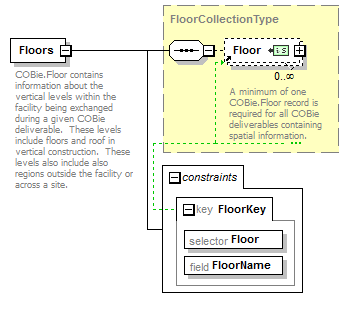 FloorCollectionType
Floors
Floor
is
0..∞
COBie.Floor contains
information about the
vertical levels within the
facility being exchanged
during a given COBie
deliverable. These levels
include floors and roof in
vertical construction. These
levels also include also
regions outside the facility or
across a site.
A minimum of one
COBie.Floor record is
required for all COBie
deliverables containing
spatial information.
constraints
key FloorKey
selector Floor
field FloorName